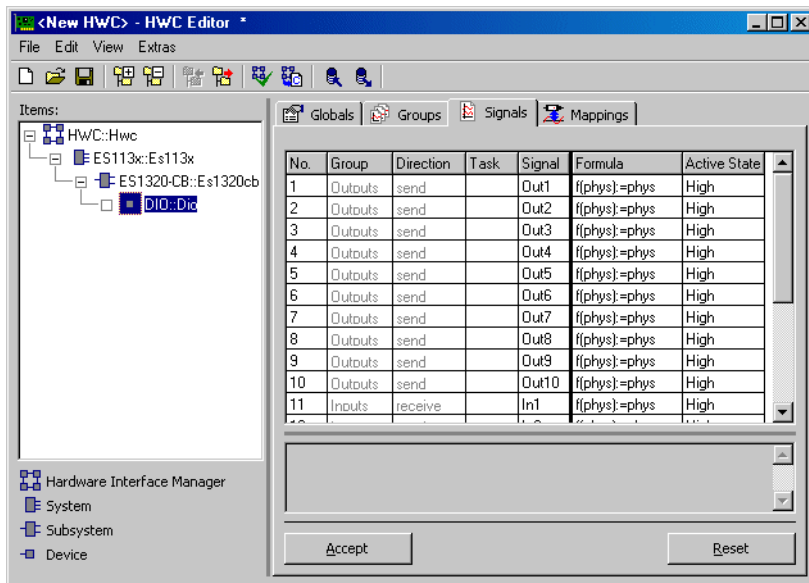 <New HWC> - HWC Editor *
File Edit View Extras
Items:
HWC::Hwc
ES113x::Es113x
ES1320-CB::Es1320cb
DIO::Dio
Hardware Interface Manager
System
Subsystem
Device
Globals Groups Signals Mappings
No. Group Direction Task Signal Formula Active State
1 Outputs send Out1 f(phys):=phys High
2 Outputs send Out2 f(phys):=phys High
3 Outputs send Out3 f(phys):=phys High
4 Outputs send Out4 f(phys):=phys High
5 Outputs send Out5 f(phys):=phys High
6 Outputs send Out6 f(phys):=phys High
7 Outputs send Out7 f(phys):=phys High
8 Outputs send Out8 f(phys):=phys High
9 Outputs send Out9 f(phys):=phys High
10 Outputs send Out10 f(phys):=phys High
11 Inputs receive In1 f(phys):=phys High
Accept Reset